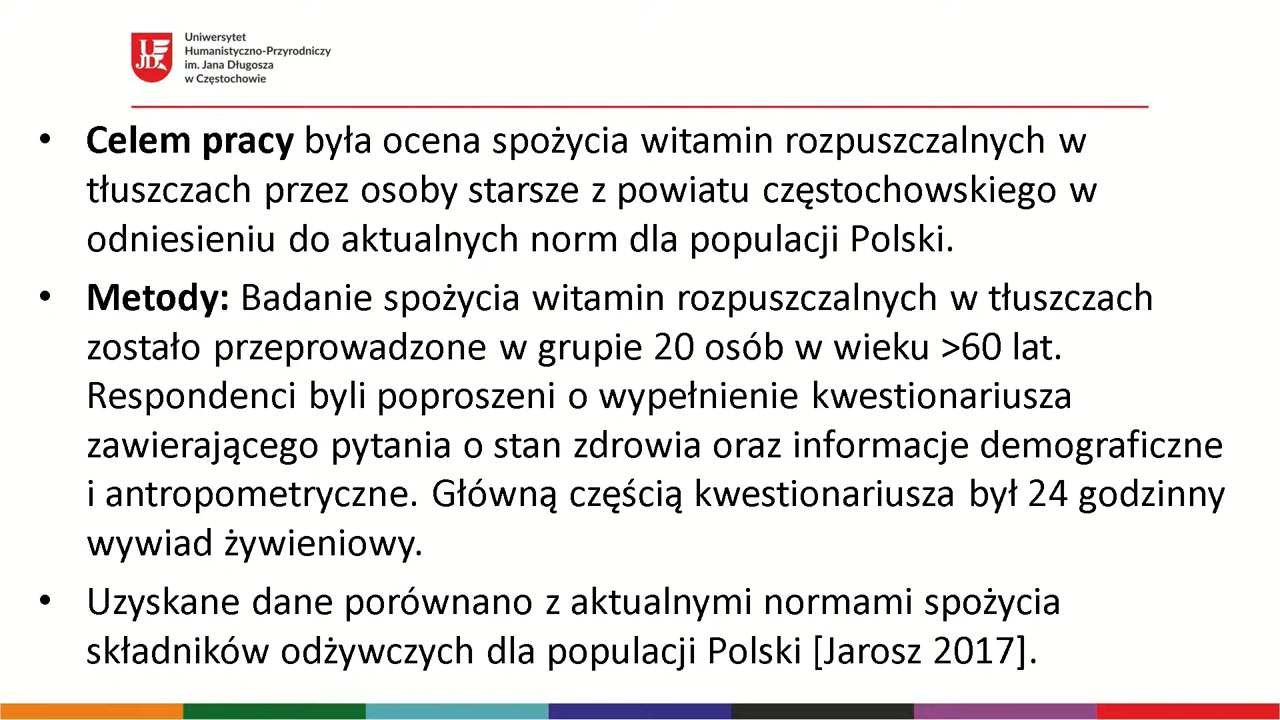 Uniwersytet
Humanistyczno-Przyrodniczy
im. Jana Długosza
w Częstochowie
• Celem pracy była ocena spożycia witamin rozpuszczalnych w
tłuszczach przez osoby starsze z powiatu częstochowskiego w
odniesieniu do aktualnych norm dla populacji Polski.
• Metody: Badanie spożycia witamin rozpuszczalnych w tłuszczach
zostało przeprowadzone w grupie 20 osób w wieku >60 lat.
Respondenci byli poproszeni o wypełnienie kwestionariusza
zawierającego pytania o stan zdrowia oraz informacje demograficzne
i antropometryczne. Główną częścią kwestionariusza był 24 godzinny
wywiad żywieniowy.
• Uzyskane dane porównano z aktualnymi normami spożycia
składników odżywczych dla populacji Polski [Jarosz 2017].